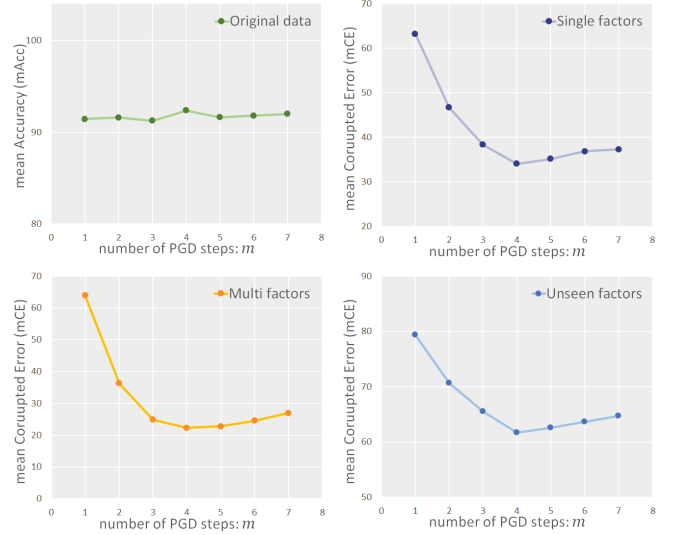 Original data
mean Accuracy (mAcc)
100
90
80
0 1 2 3 4 5 6 7 8
number of PGD steps: m
Single factors
mean Coruupted Error (mCE)
70
60
50
40
30
20
0 1 2 3 4 5 6 7 8
number of PGD steps: m
Multi factors
mean Coruupted Error (mCE)
70
60
50
40
30
20
10
0
0 1 2 3 4 5 6 7 8
number of PGD steps: m
Unseen factors
mean Coruupted Error (mCE)
90
80
70
60
50
0 1 2 3 4 5 6 7 8
number of PGD steps: m